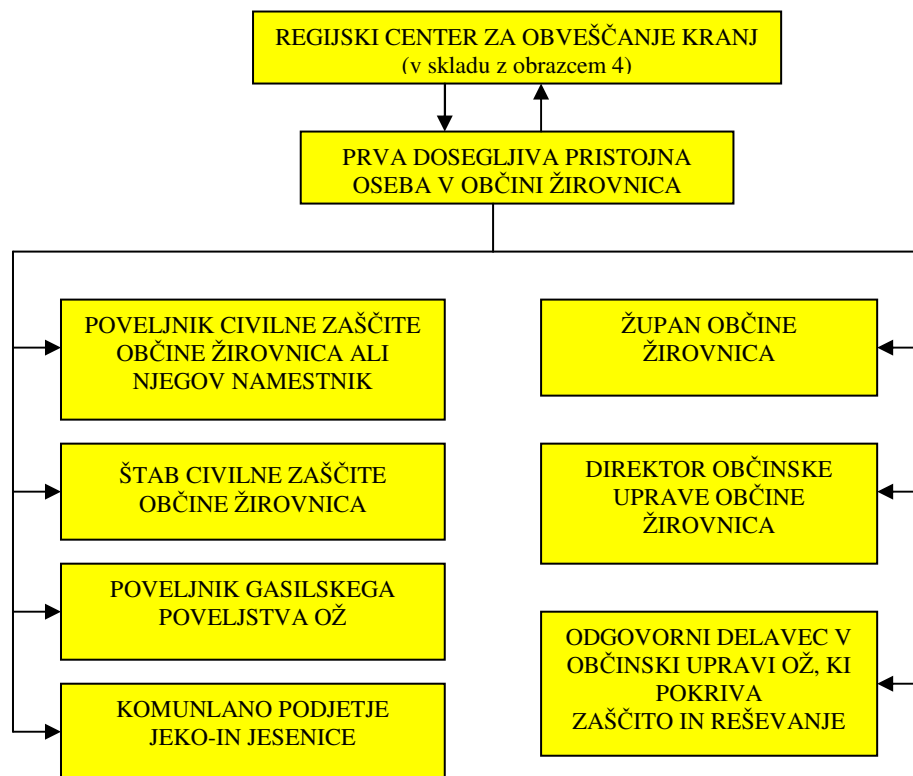 REGIJSKI CENTER ZA OBVEŠČANJE KRANJ
(v skladu z obrazcem 4)
PRVA DOSEGLJIVA PRISTOJNA
OSEBA V OBČINI ŽIROVNICA
POVELJNIK CIVILNE ZAŠČITE
OBČINE ŽIROVNICA ALI
NJEGOV NAMESTNIK
ŠTAB CIVILNE ZAŠČITE
OBČINE ŽIROVNICA
POVELJNIK GASILSKEGA
POVELJSTVA OŽ
KOMUNLANO PODJETJE
JEKO-IN JESENICE
ŽUPAN OBČINE
ŽIROVNICA
DIREKTOR OBČINSKE
UPRAVE OBČINE
ŽIROVNICA
ODGOVORNI DELAVEC V
OBČINSKI UPRAVI OŽ, KI
POKRIVA
ZAŠČITO IN REŠEVANJE